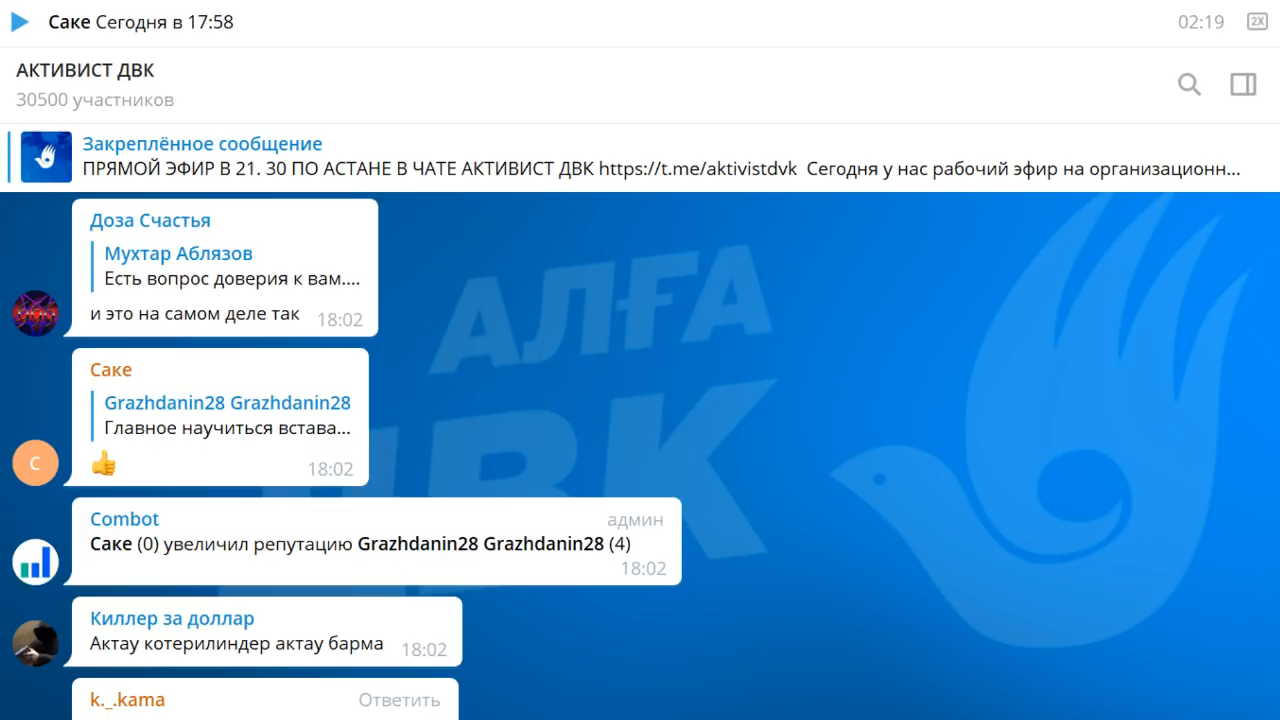 Саке Сегодня в 17:58
02:19
2X
АКТИВИСТ ДВК
30500 участников
Закреплённое сообщение
ПРЯМОЙ ЭФИР В 21. 30 ПО АСТАНЕ В ЧАТЕ АКТИВИСТ ДВК https://t.me/aktivistdvk Сегодня у нас рабочий эфир на организационн...
АЛҒА
ДВК
Доза Счастья
Мухтар Аблязов
Есть вопрос доверия к вам....
и это на самом деле так 18:02
Саке
Grazhdanin28 Grazhdanin28
Главное научиться встава...
С
👍 18:02
Combot админ
Саке (0) увеличил репутацию Grazhdanin28 Grazhdanin28 (4)
18:02
Киллер за доллар
Актау котерилиндер актау барма 18:02
k._.kama Ответить